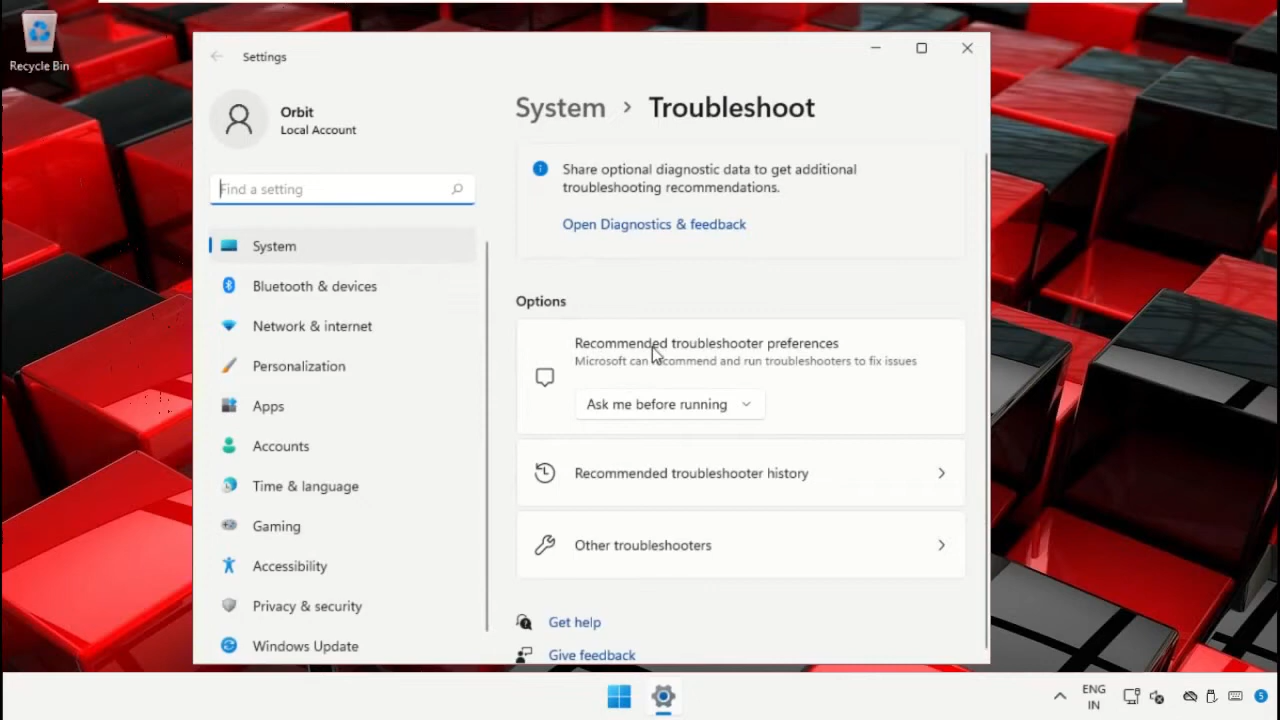 Recycle Bin
Settings
Orbit
Local Account
Find a setting
System
Bluetooth & devices
Network & internet
Personalization
Apps
Accounts
Time & language
Gaming
Accessibility
Privacy & security
Windows Update
System > Troubleshoot
Share optional diagnostic data to get additional
troubleshooting recommendations.
Open Diagnostics & feedback
Options
Recommended troubleshooter preferences
Microsoft can recommend and run troubleshooters to fix issues
Ask me before running
Recommended troubleshooter history
Other troubleshooters
Get help
Give feedback
ENG
IN
5